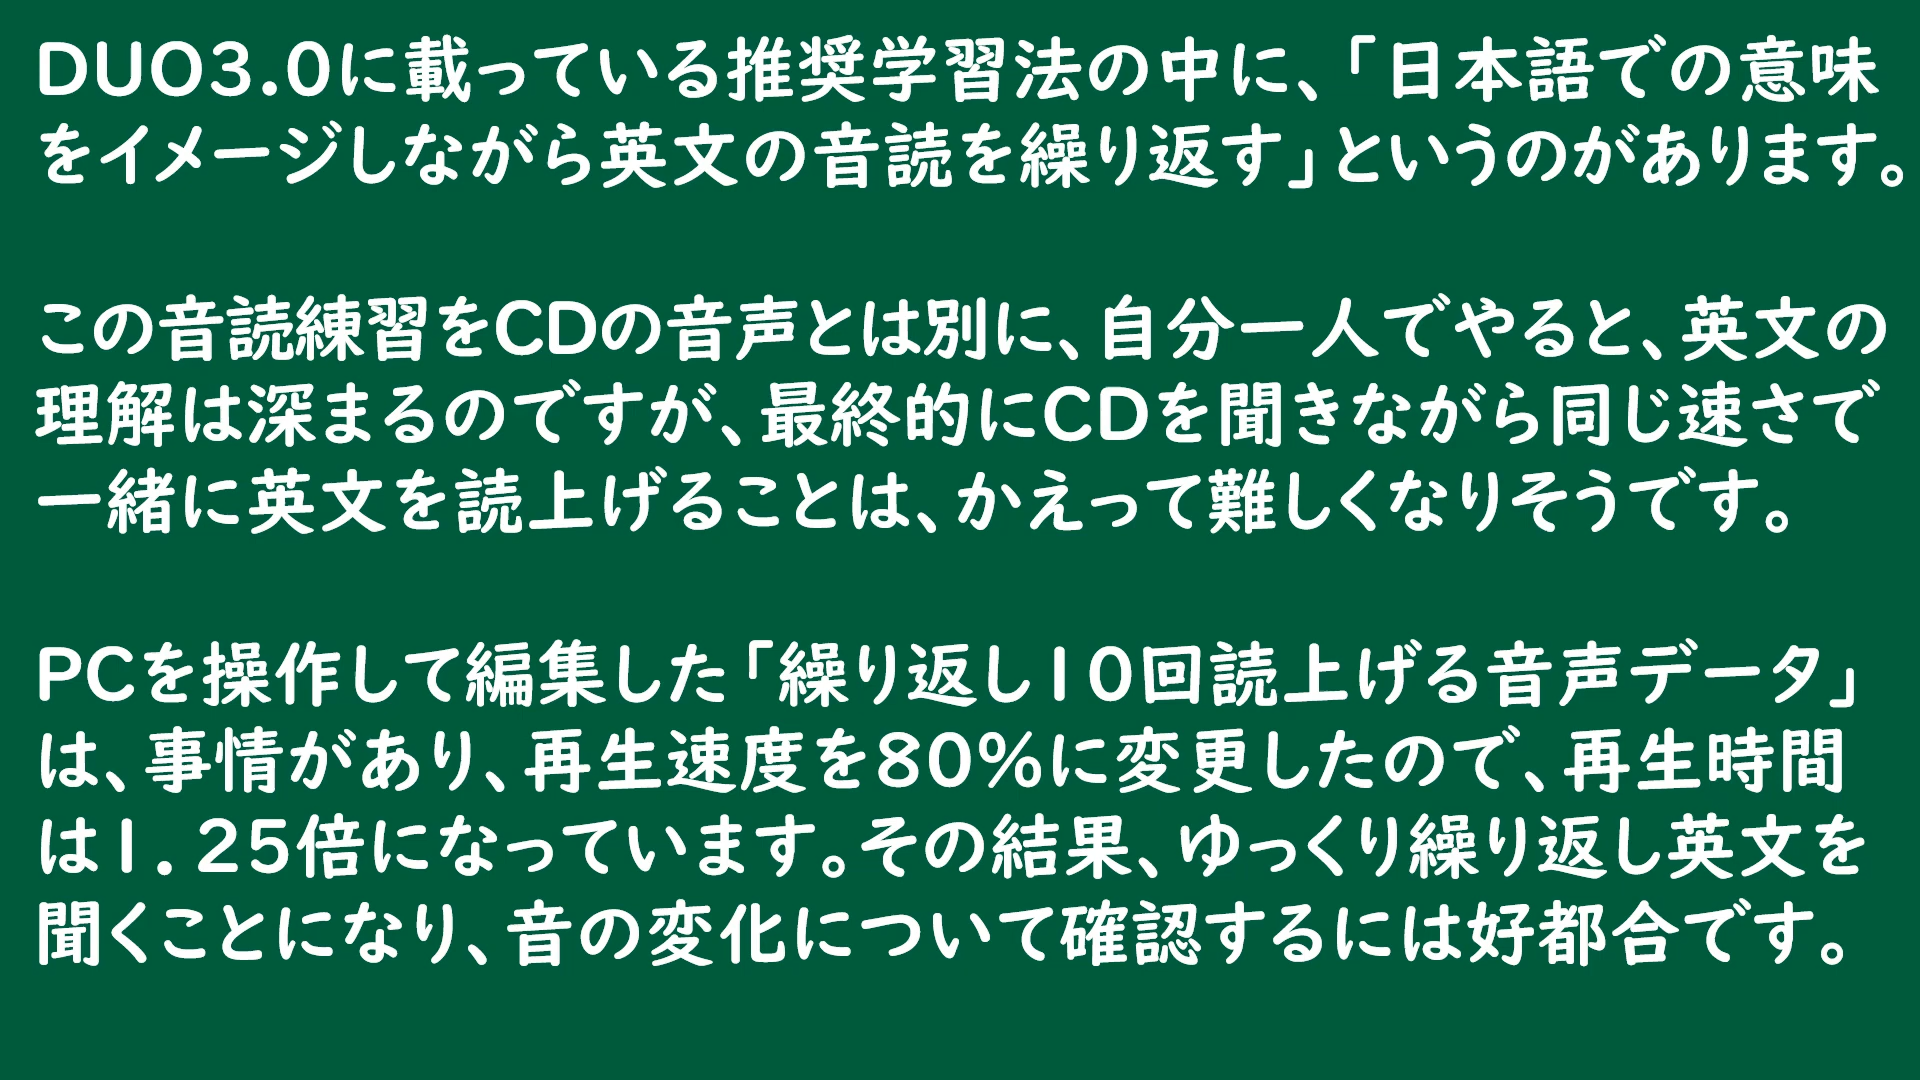 DUO3.0に載っている推奨学習法の中に、「日本語での意味
をイメージしながら英文の音読を繰り返す」というのがあります。
この音読練習をCDの音声とは別に、自分一人でやると、英文の
理解は深まるのですが、最終的にCDを聞きながら同じ速さで
一緒に英文を読上げることは、かえって難しくなりそうです。
PCを操作して編集した「繰り返し10回読上げる音声データ」
は、事情があり、再生速度を80%に変更したので、再生時間
は1.25倍になっています。その結果、ゆっくり繰り返し英文を
聞くことになり、音の変化について確認するには好都合です。